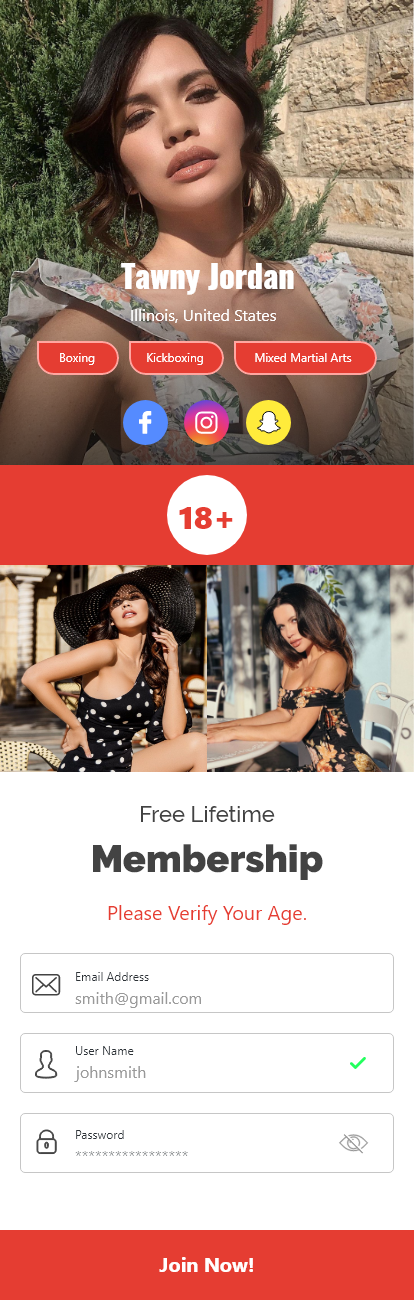 Tawny Jordan
Illinois, United States
Boxing
Kickboxing
Mixed Martial Arts
18+
Free Lifetime
Membership
Please Verify Your Age.
Email Address
smith@gmail.com
User Name
johnsmith
Password
*****************
Join Now!